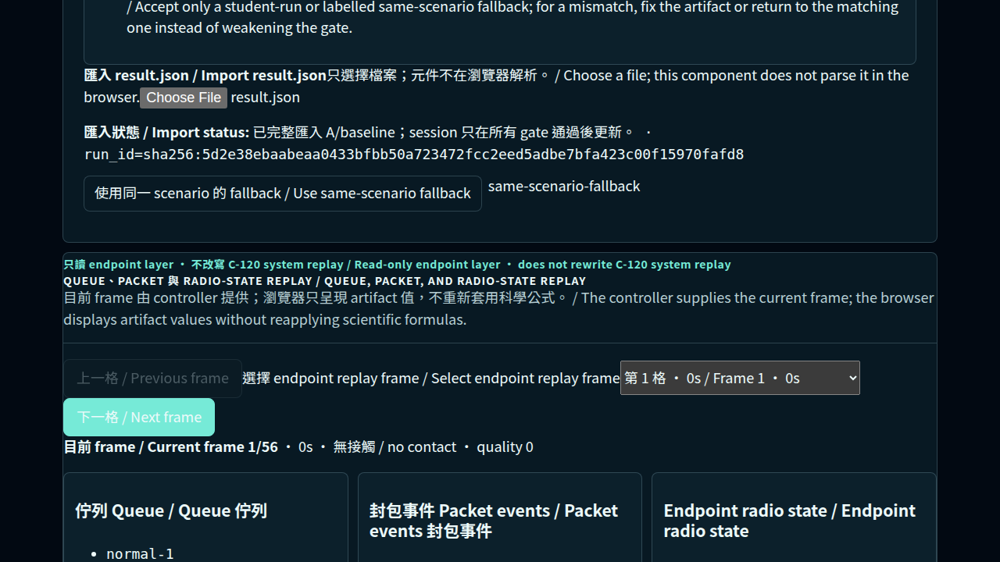 / Accept only a student-run or labelled same-scenario fallback; for a mismatch, fix the artifact or return to the matching
one instead of weakening the gate.
匯入 result.json / Import result.json只選擇檔案；元件不在瀏覽器解析。 / Choose a file; this component does not parse it in the
browser. Choose File result.json
匯入狀態 / Import status: 已完整匯入 A/baseline；session 只在所有 gate 通過後更新。 ·
run_id=sha256:5d2e38ebaabeaa0433bfbb50a723472fcc2eed5adbe7bfa423c00f15970fafd8
使用同一 scenario 的 fallback / Use same-scenario fallback same-scenario-fallback
只讀 endpoint layer · 不改寫 C-120 system replay / Read-only endpoint layer · does not rewrite C-120 system replay
QUEUE、PACKET 與 RADIO-STATE REPLAY / QUEUE, PACKET, AND RADIO-STATE REPLAY
目前 frame 由 controller 提供；瀏覽器只呈現 artifact 值，不重新套用科學公式。 / The controller supplies the current frame; the browser
displays artifact values without reapplying scientific formulas.
上一格 / Previous frame 選擇 endpoint replay frame / Select endpoint replay frame 第 1 格 · 0s / Frame 1 · 0s
下一格 / Next frame
目前 frame / Current frame 1/56 · 0s · 無接觸 / no contact · quality 0
佇列 Queue / Queue 佇列
封包事件 Packet events / Packet
events 封包事件
Endpoint radio state / Endpoint
radio state
normal-1